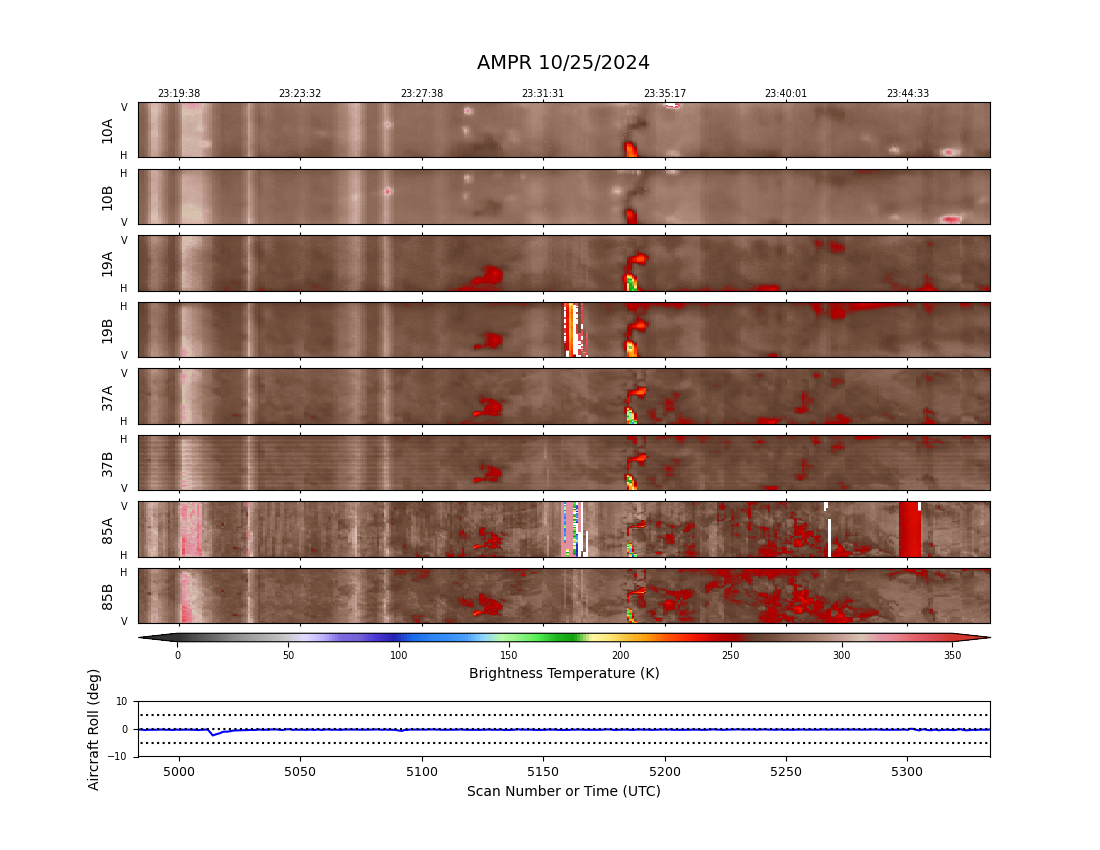 AMPR 10/25/2024
23:19:38 23:23:32 23:27:38 23:31:31 23:35:17 23:40:01 23:44:33
V
10A
H
H
10B
V
V
19A
H
H
19B
V
V
37A
H
H
37B
V
V
85A
H
H
85B
V
0 50 100 150 200 250 300 350
Brightness Temperature (K)
Aircraft Roll (deg)
10
0
−10
5000 5050 5100 5150 5200 5250 5300
Scan Number or Time (UTC)